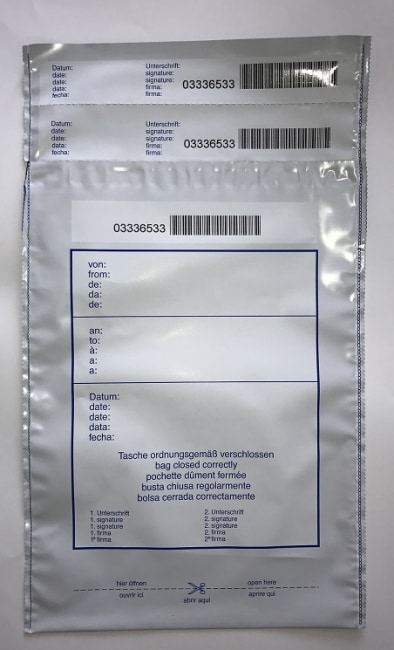 Datum: Unterschrift:
date: signature:
date: signature: 03336533
data: firma:
fecha: firma:
Datum: Unterschrift:
date: signature:
date: signature: 03336533
data: firma:
fecha: firma:
03336533
von:
from:
de:
da:
de:
an:
to:
à:
a:
a:
Datum:
date:
date:
data:
fecha:
Tasche ordnungsgemäß verschlossen
bag closed correctly
pochette dûment fermée
busta chiusa regolarmente
bolsa cerrada correctamente
1. Unterschrift 2. Unterschrift
1. signature 2. signature
1. signature 2. signature
1. firma 2. firma
1ª firma 2ª firma
hier öffnen open here
ouvrir ici abrir aquí aprire qui